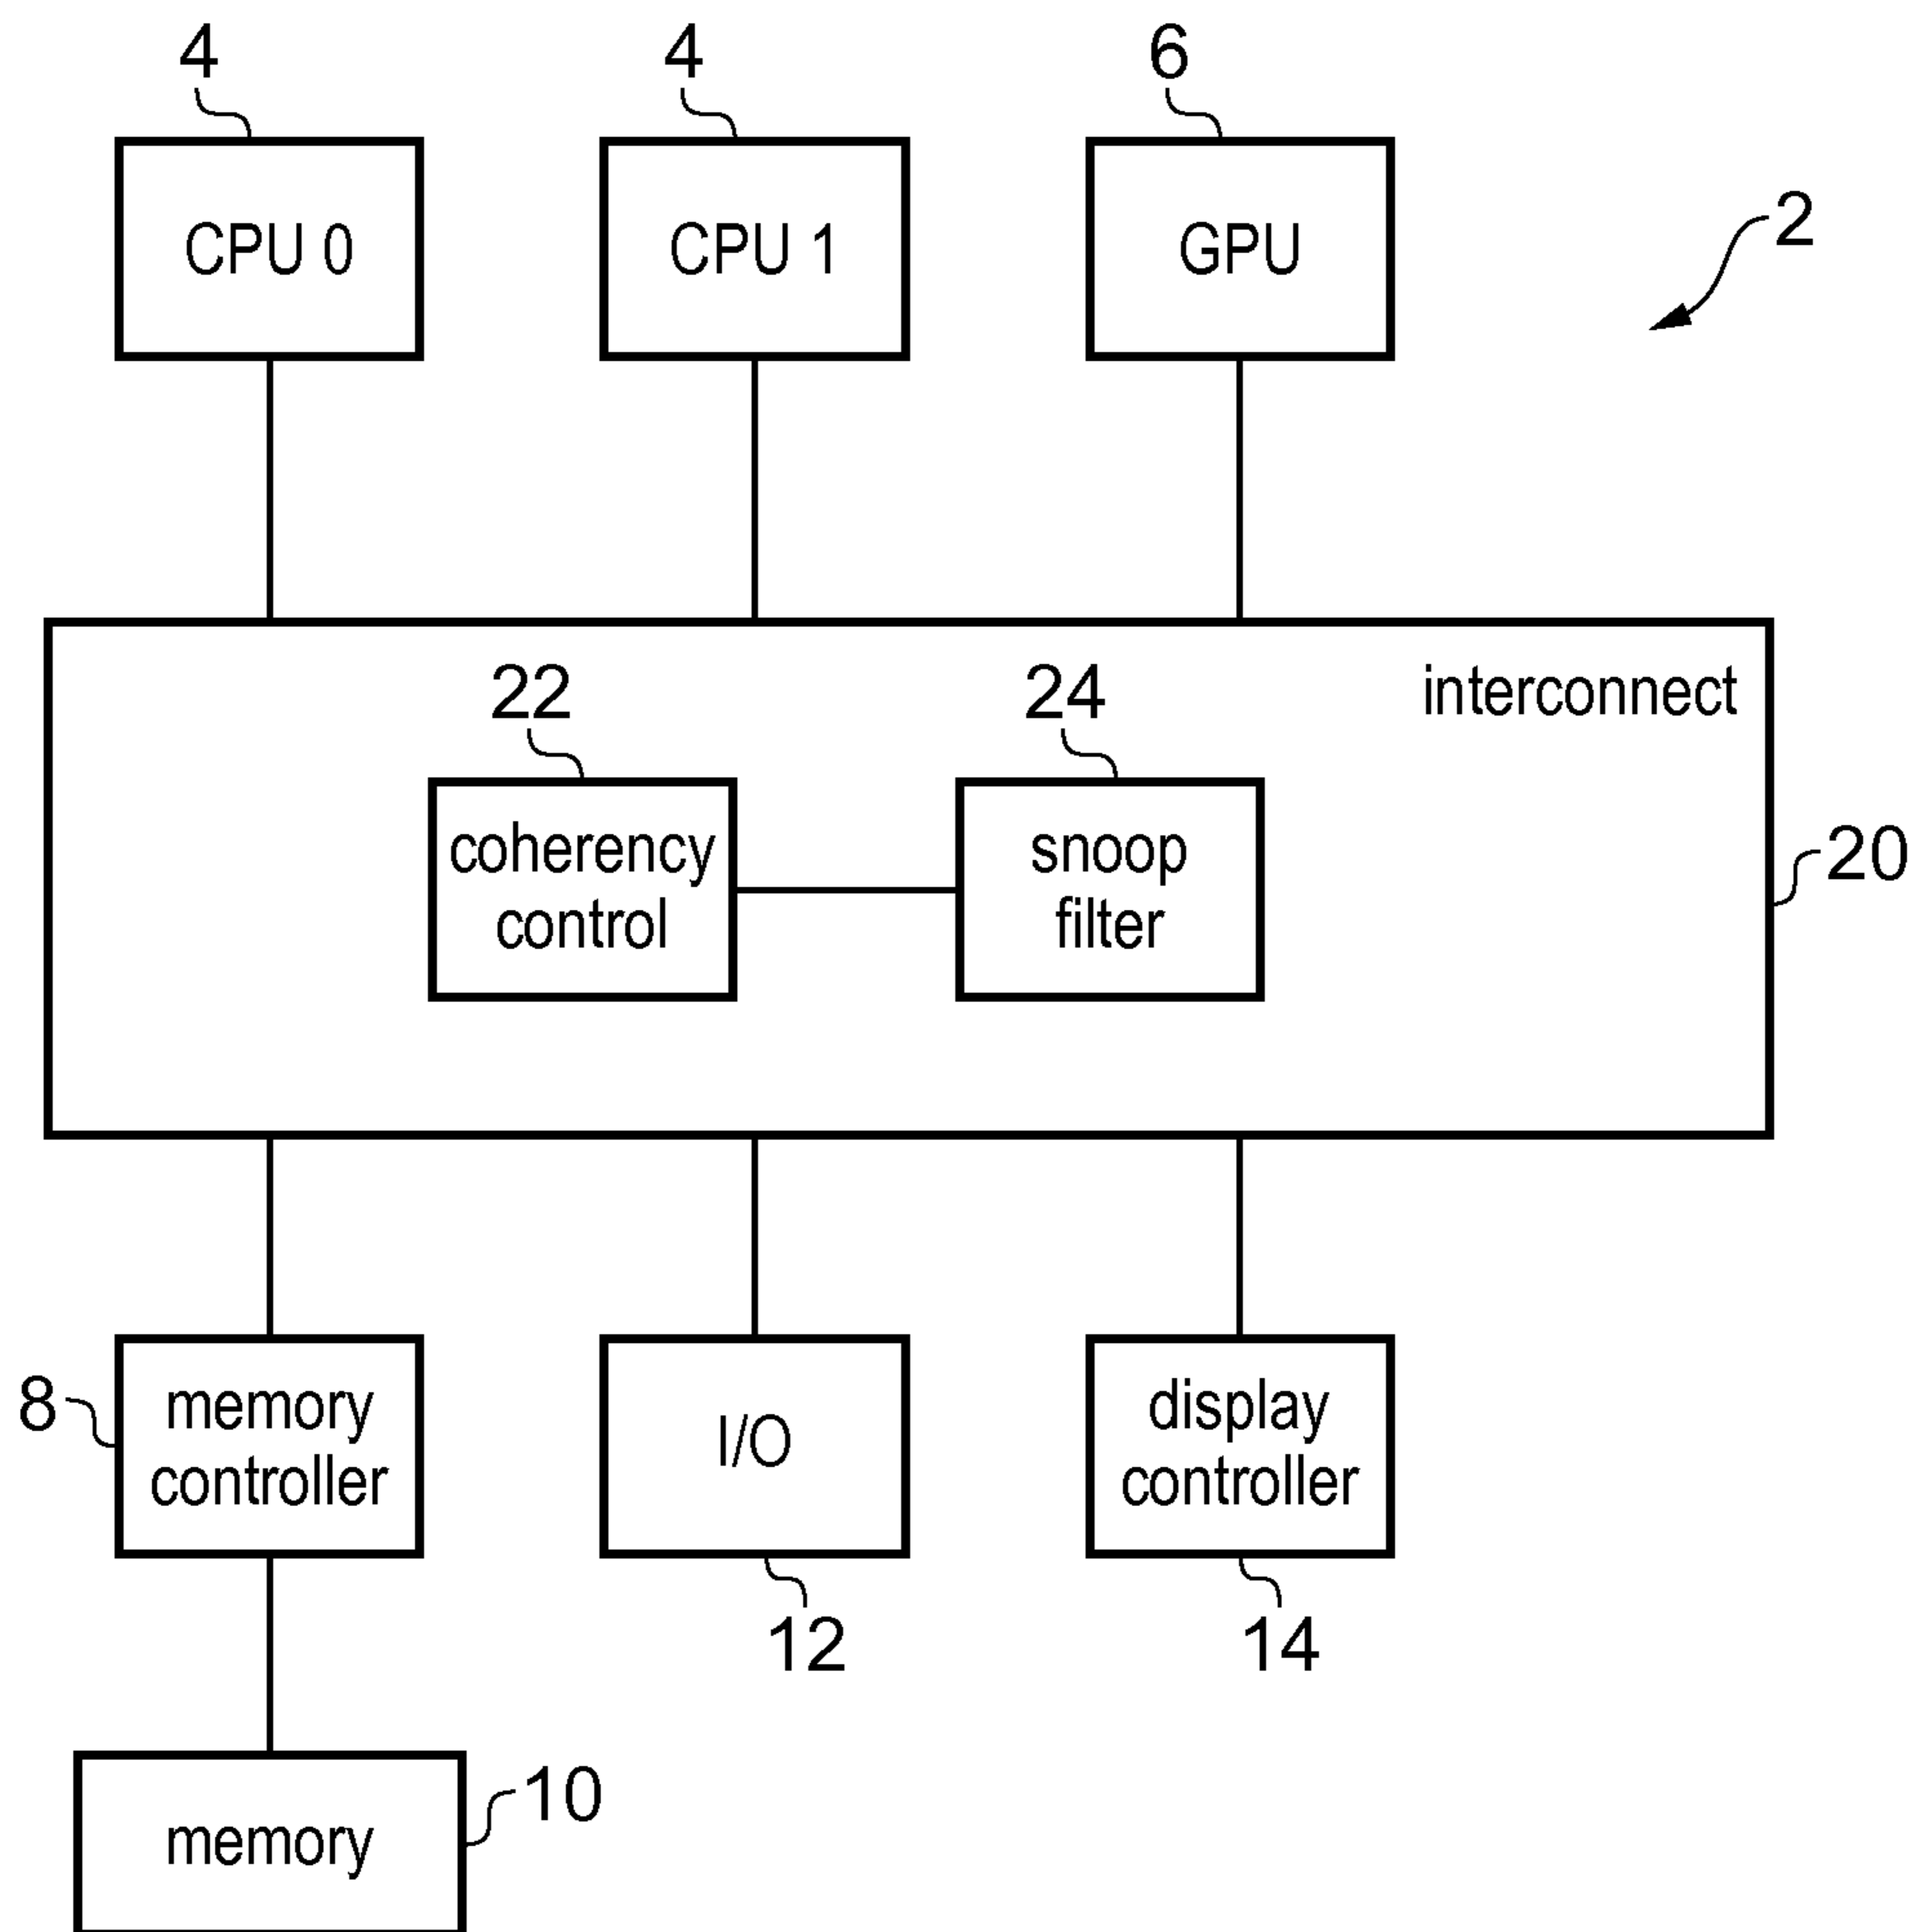 4
4
6
CPU 0
CPU 1
GPU
2
interconnect
22
24
coherency
control
snoop
filter
20
8
memory
controller
I/O
display
controller
12
14
memory
10